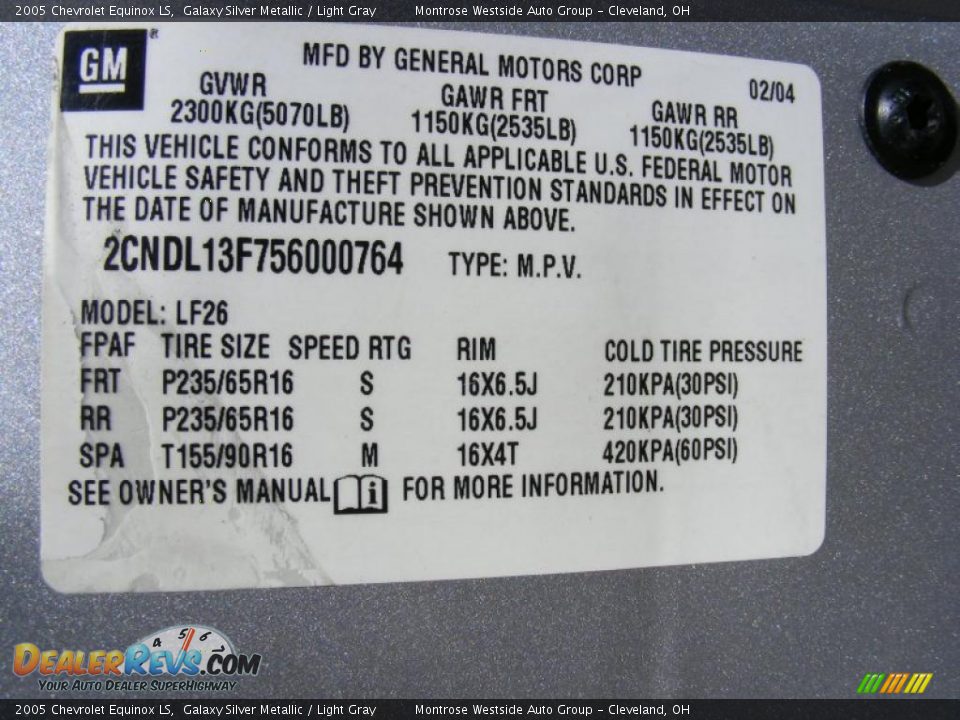 2005 Chevrolet Equinox LS, Galaxy Silver Metallic / Light Gray Montrose Westside Auto Group - Cleveland, OH
GM ®
MFD BY GENERAL MOTORS CORP
02/04
GVWR GAWR FRT GAWR RR
2300KG(5070LB) 1150KG(2535LB) 1150KG(2535LB)
THIS VEHICLE CONFORMS TO ALL APPLICABLE U.S. FEDERAL MOTOR
VEHICLE SAFETY AND THEFT PREVENTION STANDARDS IN EFFECT ON
THE DATE OF MANUFACTURE SHOWN ABOVE.
2CNDL13F756000764 TYPE: M.P.V.
MODEL: LF26
FPAF TIRE SIZE SPEED RTG RIM COLD TIRE PRESSURE
FRT P235/65R16 S 16X6.5J 210KPA(30PSI)
RR P235/65R16 S 16X6.5J 210KPA(30PSI)
SPA T155/90R16 M 16X4T 420KPA(60PSI)
SEE OWNER'S MANUAL i FOR MORE INFORMATION.
4 5 6
DEALERREVS.COM
YOUR AUTO DEALER SUPERHIGHWAY
2005 Chevrolet Equinox LS, Galaxy Silver Metallic / Light Gray Montrose Westside Auto Group - Cleveland, OH